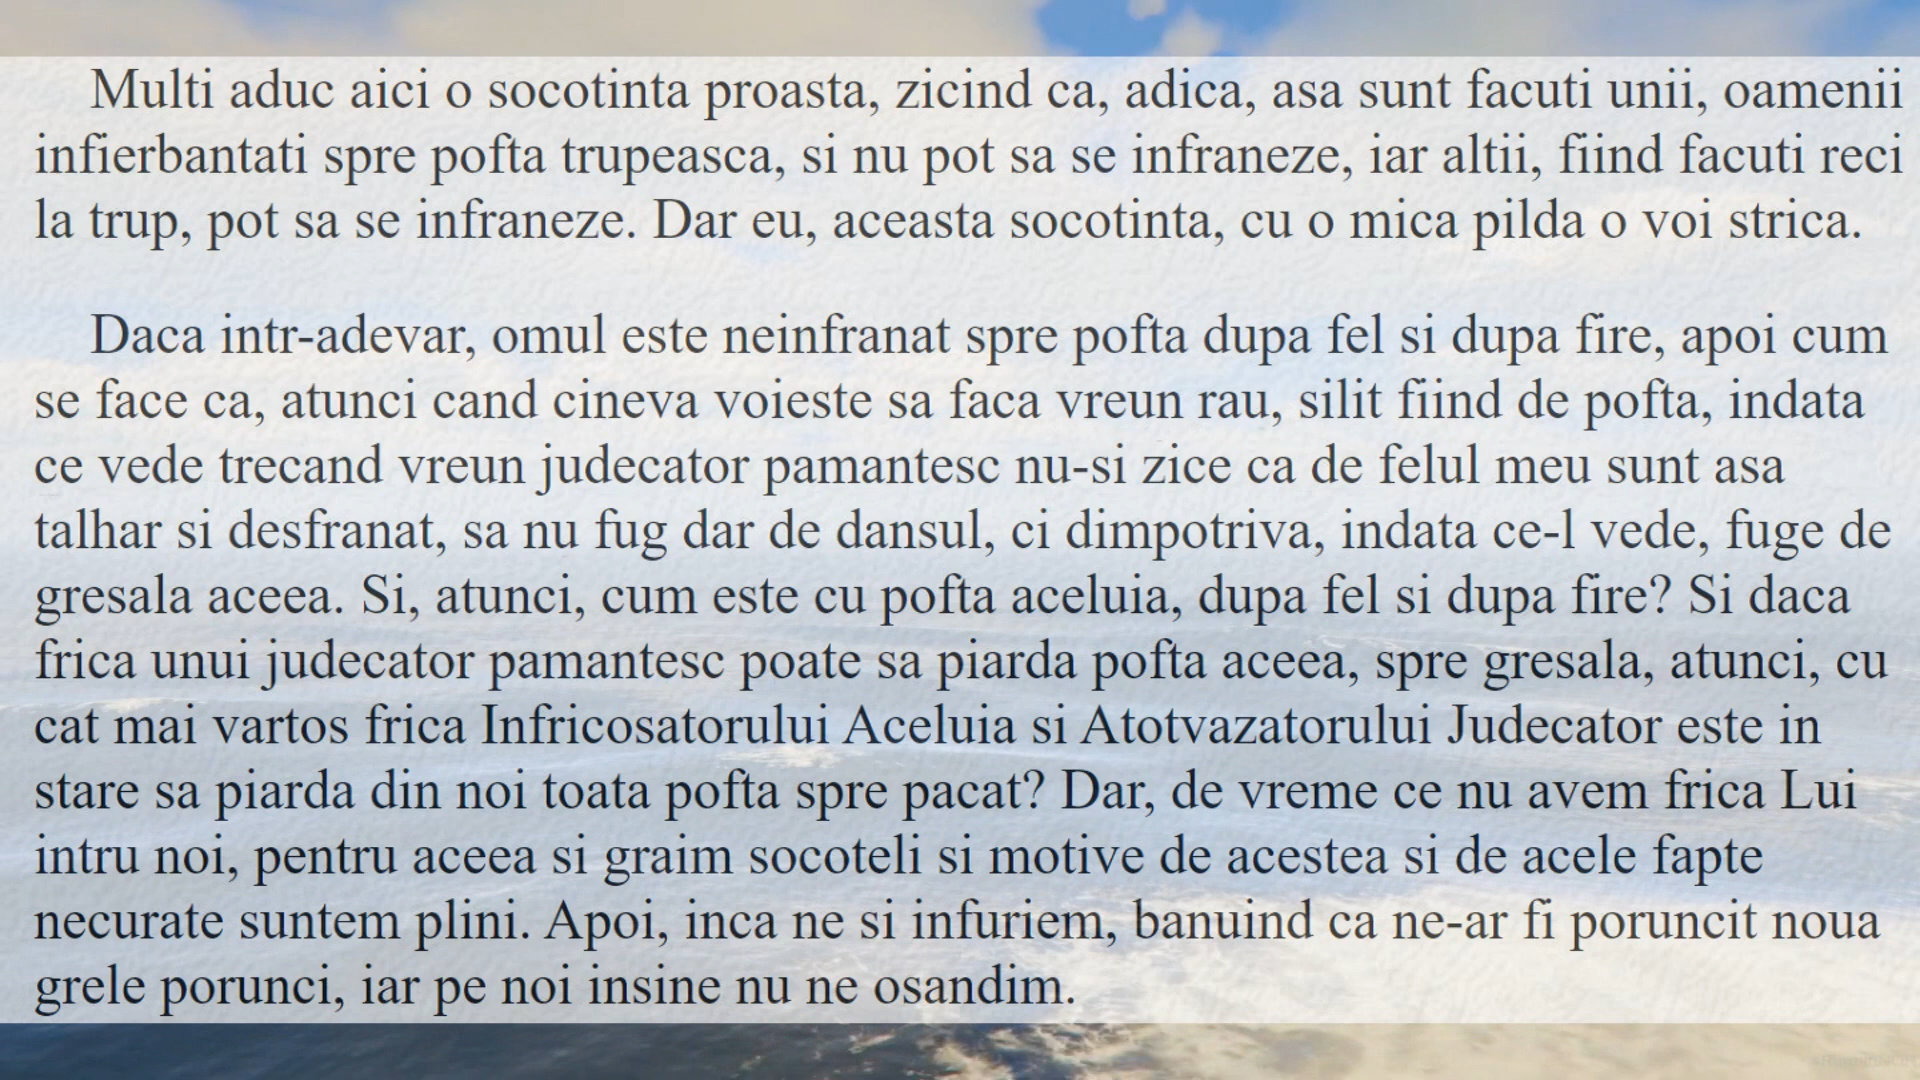 Multi aduc aici o socotinta proasta, zicind ca, adica, asa sunt facuti unii, oamenii
infierbantati spre pofta trupeasca, si nu pot sa se infraneze, iar altii, fiind facuti reci
la trup, pot sa se infraneze. Dar eu, aceasta socotinta, cu o mica pilda o voi strica.
Daca intr-adevar, omul este neinfranat spre pofta dupa fel si dupa fire, apoi cum
se face ca, atunci cand cineva voieste sa faca vreun rau, silit fiind de pofta, indata
ce vede trecand vreun judecator pamantesc nu-si zice ca de felul meu sunt asa
talhar si desfranat, sa nu fug dar de dansul, ci dimpotriva, indata ce-l vede, fuge de
gresala aceea. Si, atunci, cum este cu pofta aceluia, dupa fel si dupa fire? Si daca
frica unui judecator pamantesc poate sa piarda pofta aceea, spre gresala, atunci, cu
cat mai vartos frica Infricosatorului Aceluia si Atotvazatorului Judecator este in
stare sa piarda din noi toata pofta spre pacat? Dar, de vreme ce nu avem frica Lui
intru noi, pentru aceea si graim socoteli si motive de acestea si de acele fapte
necurate suntem plini. Apoi, inca ne si infuriem, banuind ca ne-ar fi poruncit noua
grele porunci, iar pe noi insine nu ne osandim.